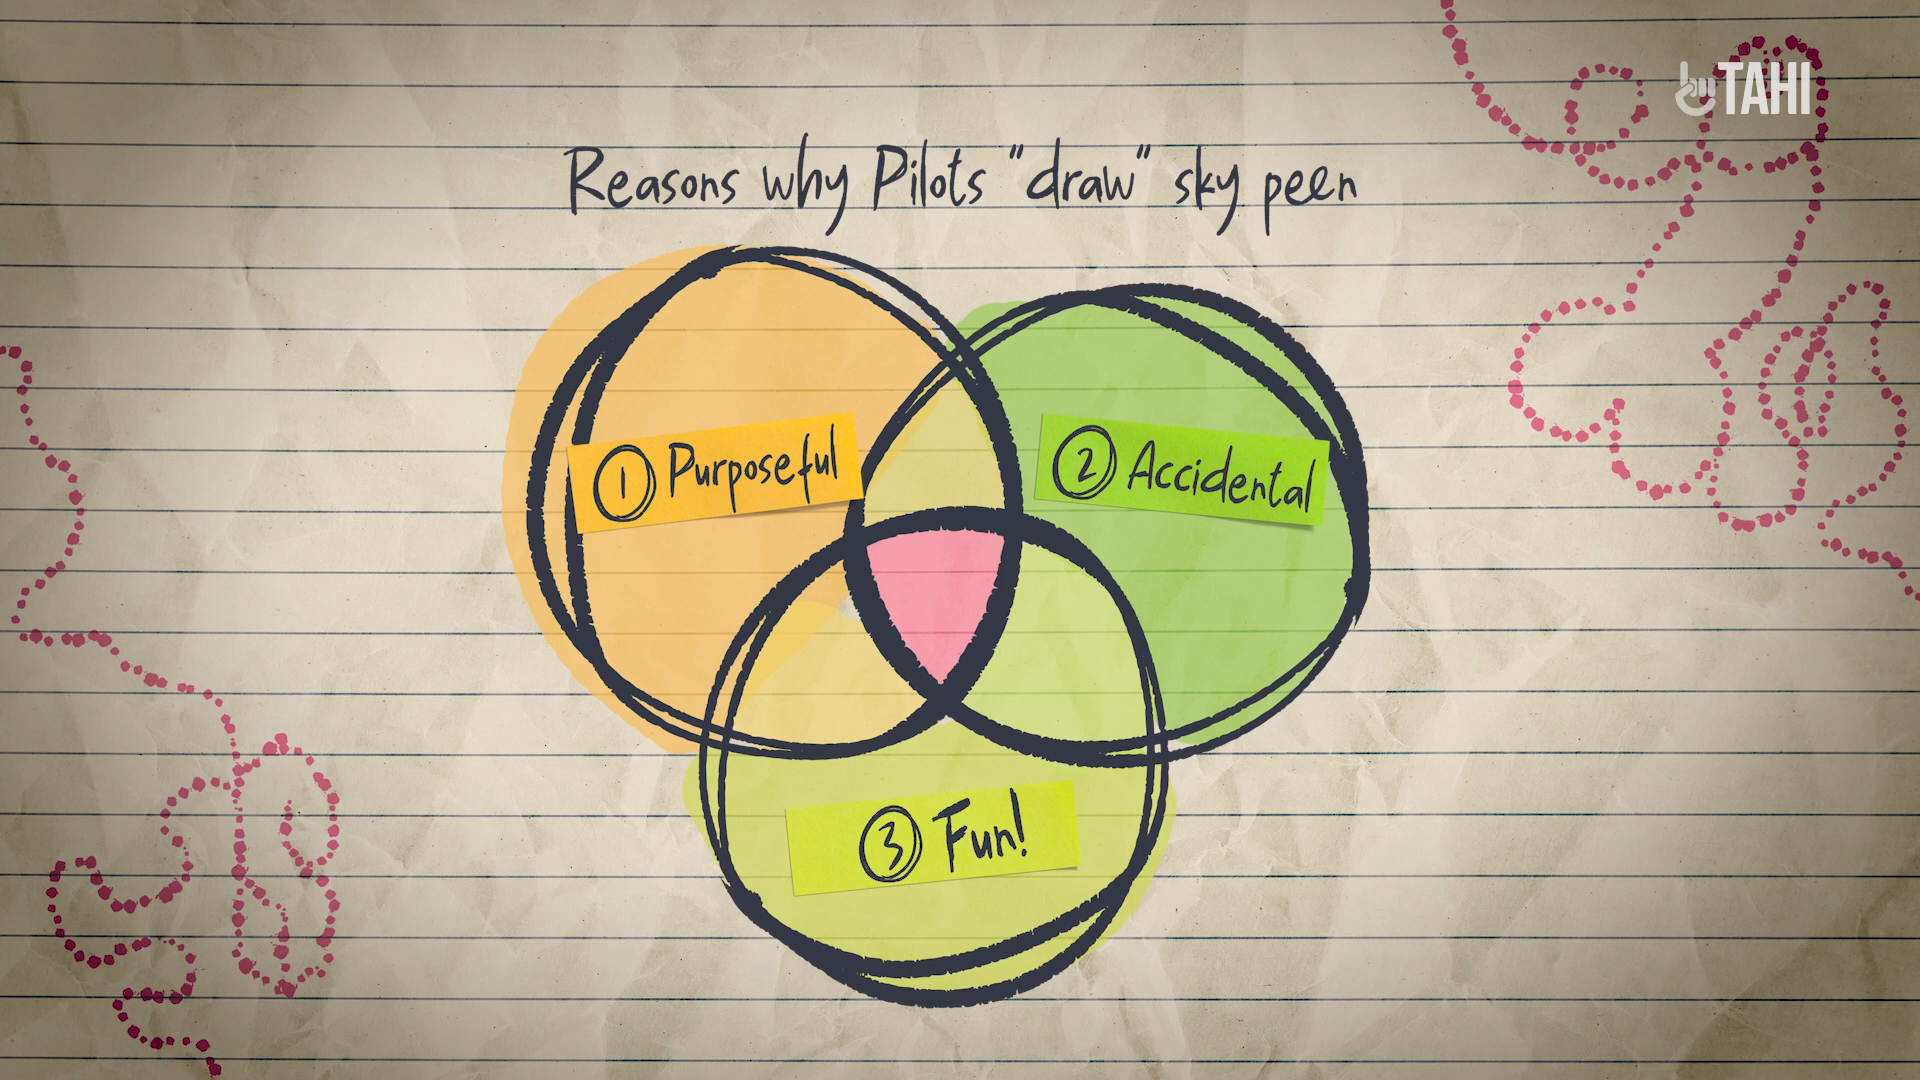 TAHI
Reasons why Pilots "draw" sky peen
1 Purposeful
2 Accidental
3 Fun!